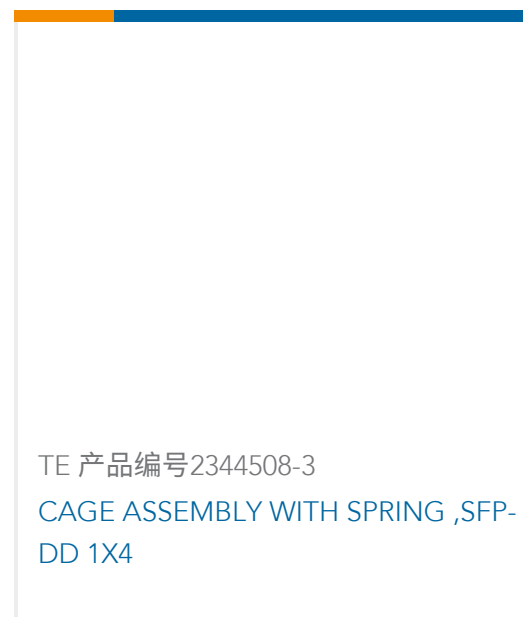 TE 产品编号2344508-3
CAGE ASSEMBLY WITH SPRING ,SFP-
DD 1X4